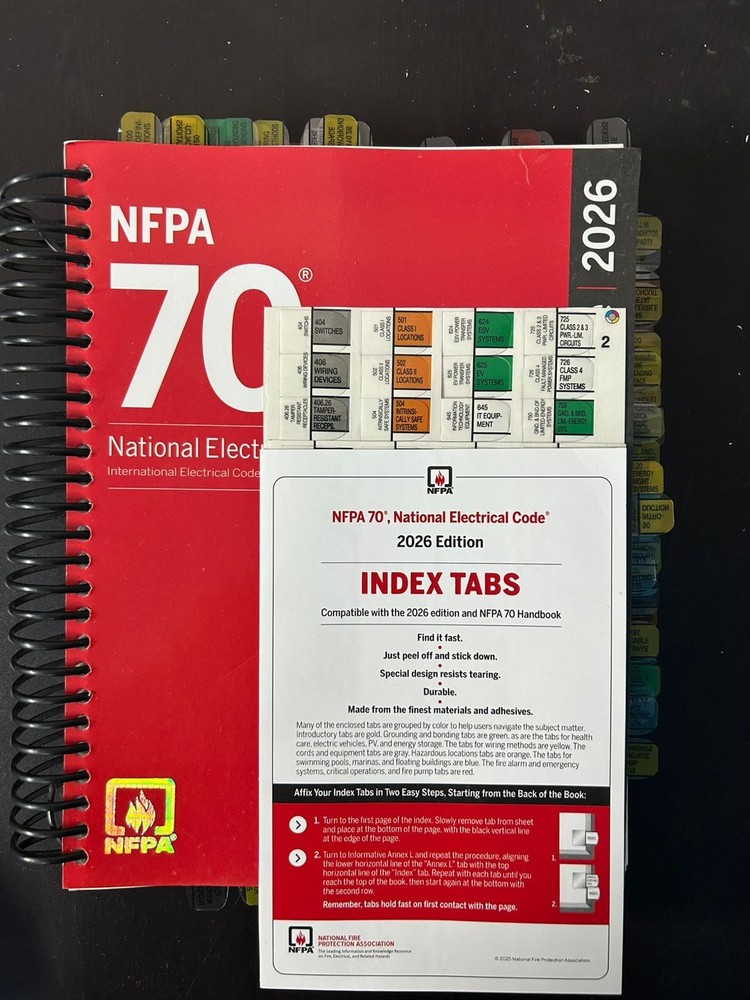 NFPA
70®
2026
National Elect
International Electrical Code
404
SWITCHES
501
CLASS I
LOCATIONS
624
ESV
SYSTEMS
725
CLASS 2 & 3
PWR-LIM.
CIRCUITS
2
406
WIRING
DEVICES
502
CLASS II
LOCATIONS
625
EV
SYSTEMS
726
CLASS 4
FMP
SYSTEMS
406.26
TAMPER-
RESISTANT
RECEPS.
504
INTRINSI-
CALLY SAFE
SYSTEMS
645
IT EQUIP-
MENT
750
GND. & BND.
LIM.-ENERGY
SYS.
NFPA
NFPA 70®, National Electrical Code®
2026 Edition
INDEX TABS
Compatible with the 2026 edition and NFPA 70 Handbook
Find it fast.
•
Just peel off and stick down.
•
Special design resists tearing.
•
Durable.
•
Made from the finest materials and adhesives.
Many of the enclosed tabs are grouped by color to help users navigate the subject matter.
Introductory tabs are gold. Grounding and bonding tabs are green, as are the tabs for health
care, electric vehicles, PV, and energy storage. The tabs for wiring methods are yellow. The
cords and equipment tabs are gray. Hazardous locations tabs are orange. The tabs for
swimming pools, marinas, and floating buildings are blue. The fire alarm and emergency
systems, critical operations, and fire pump tabs are red.
Affix Your Index Tabs in Two Easy Steps, Starting from the Back of the Book:
1. Turn to the first page of the index. Slowly remove tab from sheet
and place at the bottom of the page, with the black vertical line
at the edge of the page.
1.
2. Turn to Informative Annex L and repeat the procedure, aligning
the lower horizontal line of the "Annex L" tab with the top
horizontal line of the "Index" tab. Repeat with each tab until you
reach the top of the book, then start again at the bottom with
the second row.
Remember, tabs hold fast on first contact with the page.
2.
NFPA
NATIONAL FIRE
PROTECTION ASSOCIATION
The Leading Information and Knowledge Resource
on Fire, Electrical, and Related Hazards
© 2025 National Fire Protection Association
NFPA®